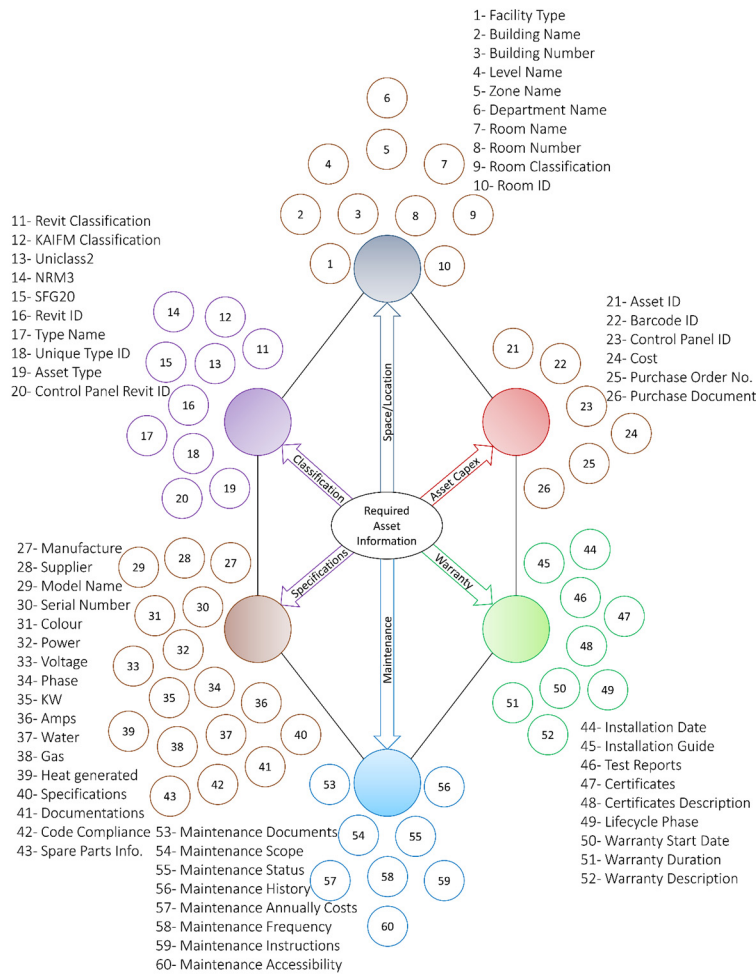 1- Facility Type
2- Building Name
3- Building Number
4- Level Name
5- Zone Name
6- Department Name
7- Room Name
8- Room Number
9- Room Classification
10- Room ID
6
5
4
7
2
3
8
9
1
10
11- Revit Classification
12- KAIFM Classification
13- Uniclass2
14- NRM3
15- SFG20
16- Revit ID
17- Type Name
18- Unique Type ID
19- Asset Type
20- Control Panel Revit ID
14
12
11
15
13
16
17
18
19
20
21- Asset ID
22- Barcode ID
23- Control Panel ID
24- Cost
25- Purchase Order No.
26- Purchase Document
21
22
23
24
25
26
Space/Location
Classification
Asset Capex
Required
Asset
Information
Specifications
Warranty
Maintenance
27- Manufacture
28- Supplier
29- Model Name
30- Serial Number
31- Colour
32- Power
33- Voltage
34- Phase
35- KW
36- Amps
37- Water
38- Gas
39- Heat generated
40- Specifications
41- Documentations
42- Code Compliance
43- Spare Parts Info.
29
28
27
31
30
33
32
35
34
36
39
38
37
40
41
42
43
45
44
46
47
48
49
50
51
52
44- Installation Date
45- Installation Guide
46- Test Reports
47- Certificates
48- Certificates Description
49- Lifecycle Phase
50- Warranty Start Date
51- Warranty Duration
52- Warranty Description
53
56
54
55
57
58
59
60
53- Maintenance Documents
54- Maintenance Scope
55- Maintenance Status
56- Maintenance History
57- Maintenance Annually Costs
58- Maintenance Frequency
59- Maintenance Instructions
60- Maintenance Accessibility